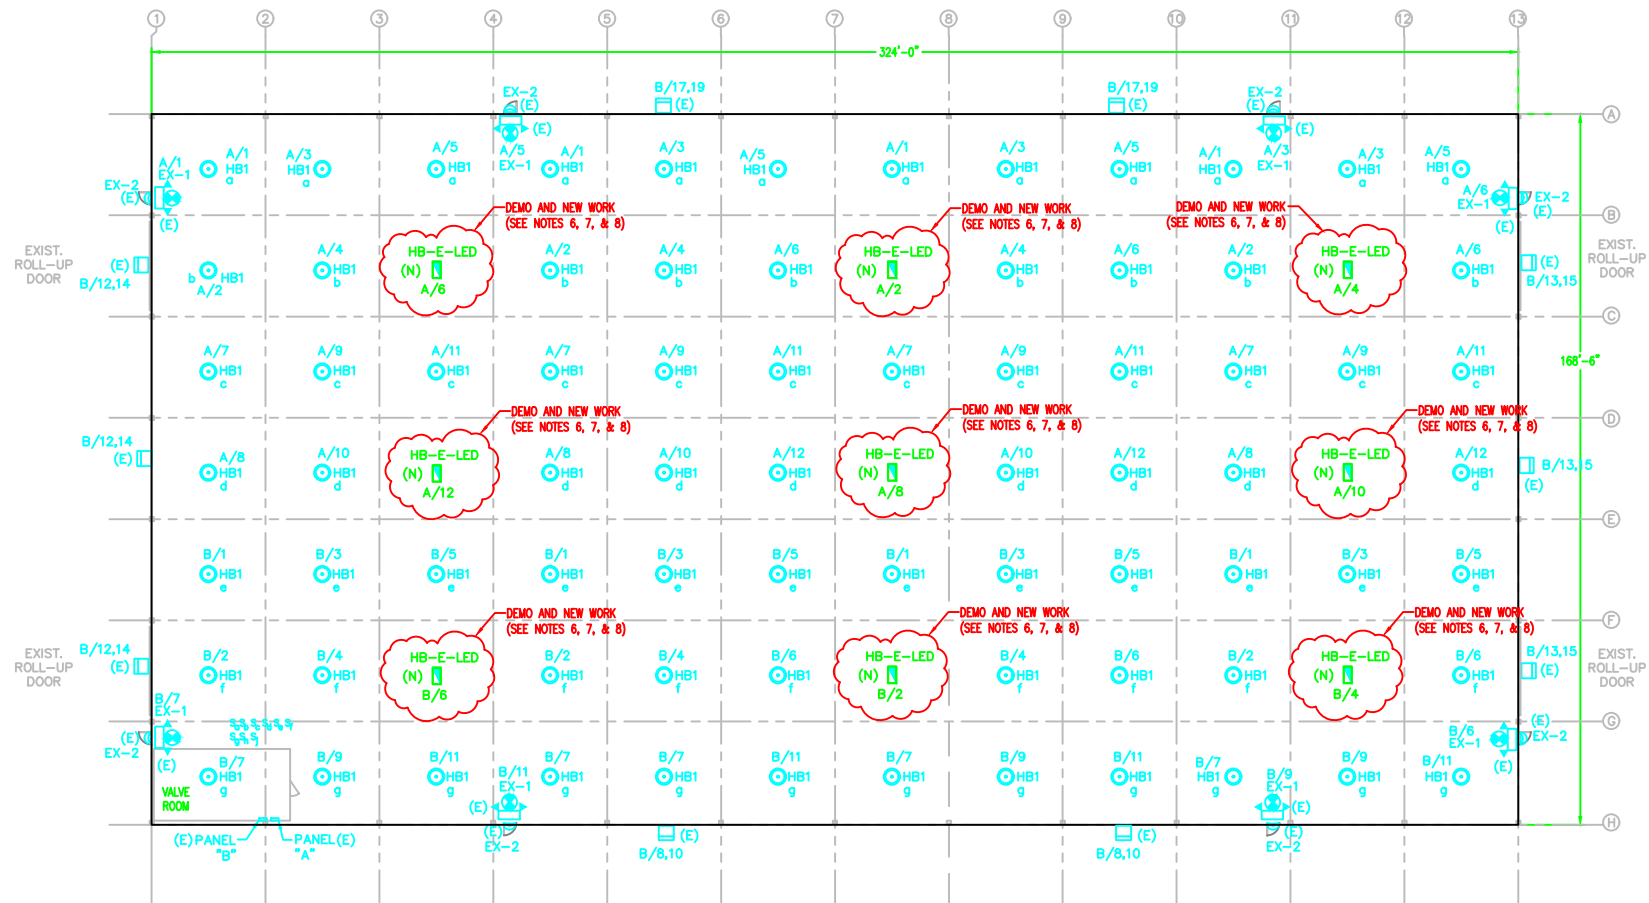 1 2 3 4 5 6 7 8 9 10 11 12 13
324'-0"
EX-2 B/17,19 B/17,19 EX-2
(E) (E) (E) (E)
A
(E) (E)
A/1 A/1 A/3 A/5 A/5 A/1 A/3 A/5 A/1 A/3 A/5 A/1 A/3 A/3 A/5
EX-1 HB1 HB1 HB1 EX-1 HB1 HB1 HB1 HB1 HB1 HB1 HB1 EX-1 HB1 HB1
a a a a a a a a a a a a
EX-2 A/6 EX-2
(E) EX-1 (E)
(E) (E)
DEMO AND NEW WORK DEMO AND NEW WORK DEMO AND NEW WORK
(SEE NOTES 6, 7, & 8) (SEE NOTES 6, 7, & 8) (SEE NOTES 6, 7, & 8)
B
EXIST. EXIST.
ROLL-UP ROLL-UP
DOOR DOOR
A/4 HB-E-LED A/2 A/4 A/6 HB-E-LED A/4 A/6 A/2 HB-E-LED A/6
(E) HB1 HB1 (N) HB1 HB1 HB1 (N) HB1 HB1 HB1 (N) HB1 (E)
b b b b b b b b b
B/12,14 A/2 A/6 A/2 A/4 B/13,15
C
A/7 A/9 A/11 A/7 A/9 A/11 A/7 A/9 A/11 A/7 A/9 A/11
168'-6"
HB1 HB1 HB1 HB1 HB1 HB1 HB1 HB1 HB1 HB1 HB1 HB1
c c c c c c c c c c c c
DEMO AND NEW WORK DEMO AND NEW WORK DEMO AND NEW WORK
(SEE NOTES 6, 7, & 8) (SEE NOTES 6, 7, & 8) (SEE NOTES 6, 7, & 8)
D
B/12,14 A/8 A/10 HB-E-LED A/8 A/10 A/12 HB-E-LED A/10 A/12 A/8 HB-E-LED A/12 B/13,15
(E) HB1 HB1 (N) HB1 HB1 HB1 (N) HB1 HB1 HB1 (N) HB1 (E)
d d d d d d d d d
A/12 A/8 A/10
E
B/1 B/3 B/5 B/1 B/3 B/5 B/1 B/3 B/5 B/1 B/3 B/5
HB1 HB1 HB1 HB1 HB1 HB1 HB1 HB1 HB1 HB1 HB1 HB1
e e e e e e e e e e e e
DEMO AND NEW WORK DEMO AND NEW WORK DEMO AND NEW WORK
(SEE NOTES 6, 7, & 8) (SEE NOTES 6, 7, & 8) (SEE NOTES 6, 7, & 8)
F
EXIST. EXIST.
ROLL-UP ROLL-UP
DOOR DOOR
B/12,14 B/2 B/4 HB-E-LED B/2 B/4 B/6 HB-E-LED B/4 B/6 B/2 HB-E-LED B/6 B/13,15
(E) HB1 HB1 (N) HB1 HB1 HB1 (N) HB1 HB1 HB1 (N) HB1 (E)
f f f f f f f f f
B/6 B/2 B/4
G
B/7 (E)
EX-1 B/6
(E) EX-1 EX-2
EX-2
(E) (E)
B/7 B/9 B/11 B/11 B/7 B/9 B/11 B/7 B/9 B/11 B/7 B/9 B/9 B/11
HB1 HB1 HB1 EX-1 HB1 HB1 HB1 HB1 HB1 HB1 HB1 EX-1 HB1 HB1
g g g g g g g g g g g g
VALVE
ROOM
(E) (E)
H
(E) PANEL PANEL (E) (E) (E) (E) (E)
"B" "A" EX-2 B/8,10 B/8,10 EX-2